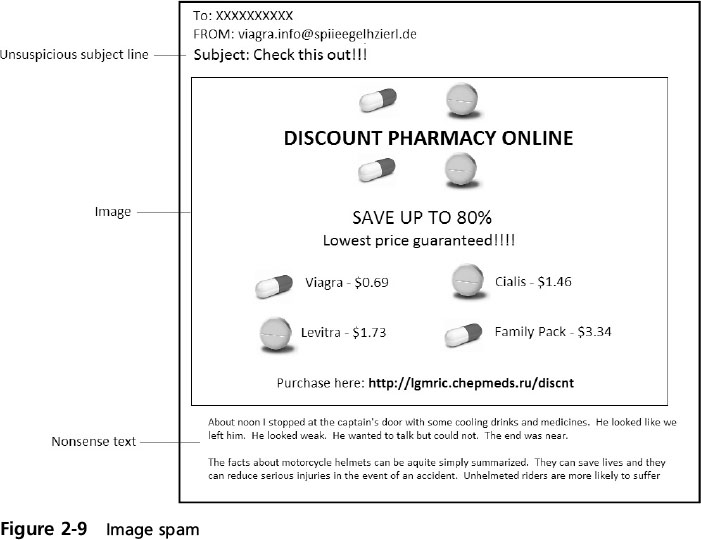 To: XXXXXXXXXX
FROM: viagra.info@spiieegelhzierl.de
Unsuspicious subject line
Subject: Check this out!!!
DISCOUNT PHARMACY ONLINE
Image
SAVE UP TO 80%
Lowest price guaranteed!!!!
Viagra - $0.69
Cialis - $1.46
Levitra - $1.73
Family Pack - $3.34
Purchase here: http://lgmric.chepmeds.ru/discnt
Nonsense text
About noon I stopped at the captain's door with some cooling drinks and medicines. He looked like we
left him. He looked weak. He wanted to talk but could not. The end was near.
The facts about motorcycle helmets can be aquite simply summarized. They can save lives and they
can reduce serious injuries in the event of an accident. Unhelmeted riders are more likely to suffer
Figure 2-9 Image spam